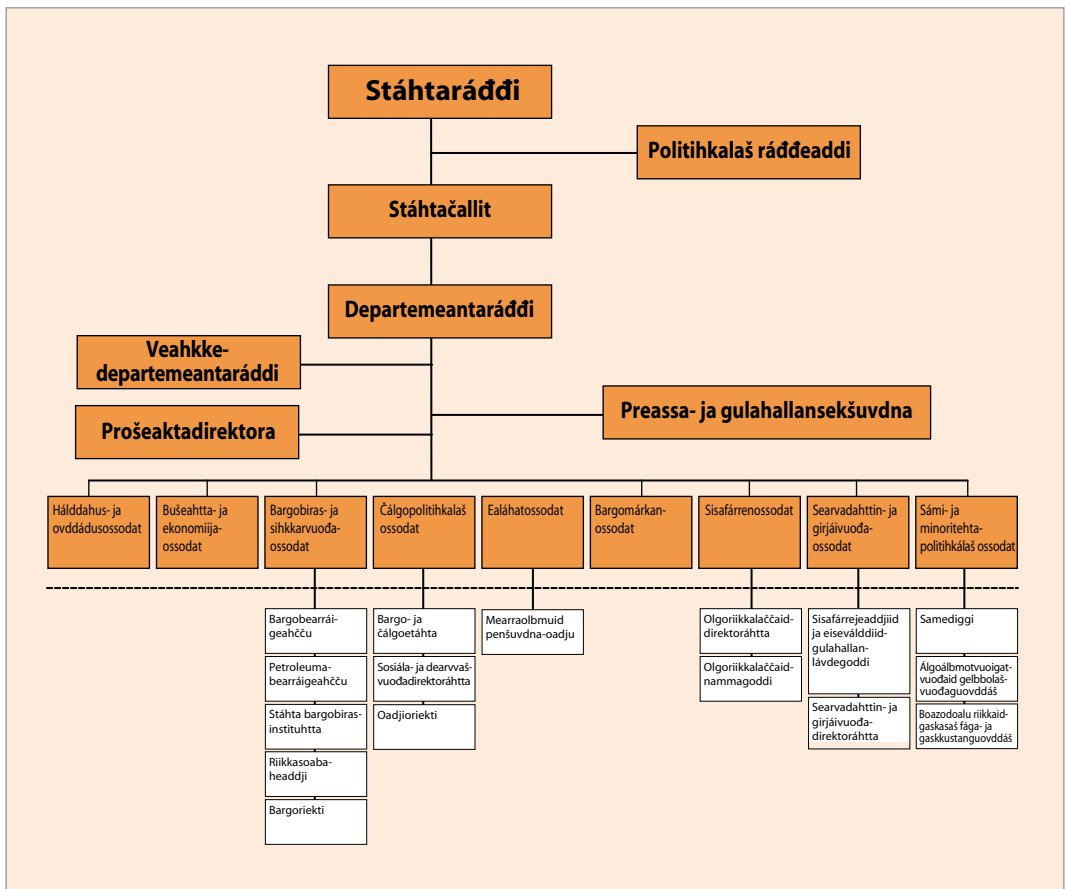 Stáhtaráđđi
Politihkalaš ráđđeaddi
Stáhtačallit
Departemeantaráđđi
Veahkke-
departemeantaráddi
Preassa- ja gulahallansekšuvdna
Prošeaktadirektora
Hálddahus- ja
ovddádusossodat
Bušeahtta- ja
ekonomiija-
ossodat
Bargobiras- ja
sihkkarvuođa-
ossodat
Čálgopolitihkalaš
ossodat
Ealáhatossodat
Bargomárkan-
ossodat
Sisafárrenossodat
Searvadahttin- ja
girjáivuođa-
ossodat
Sámi- ja
minoritehta-
politihkálaš ossodat
Bargobearrái-
geahčču
Petroleuma-
bearráigeahčču
Stáhta bargobiras-
instituhtta
Riikkasoaba-
headdji
Bargoriekti
Bargo- ja
čálgoetáhta
Sosiála- ja dearvvaš-
vuođadirektoráhtta
Oadjioriekti
Mearraolbmuid
penšuvdna-oadju
Olgoriikkalaččaid-
direktoráhtta
Olgoriikkalaččaid-
nammagoddi
Sisafárrejeaddjiid
ja eiseválddiid-
gulahallan-
lávdegoddi
Searvadahttin- ja
girjáivuođa-
direktoráhtta
Samediggi
Álgoálbmotvuoigat-
vuođaid gelbbolaš-
vuođaguovddáš
Boazodoalu riikkaid-
gaskasaš fága- ja
gaskkustanguovddáš